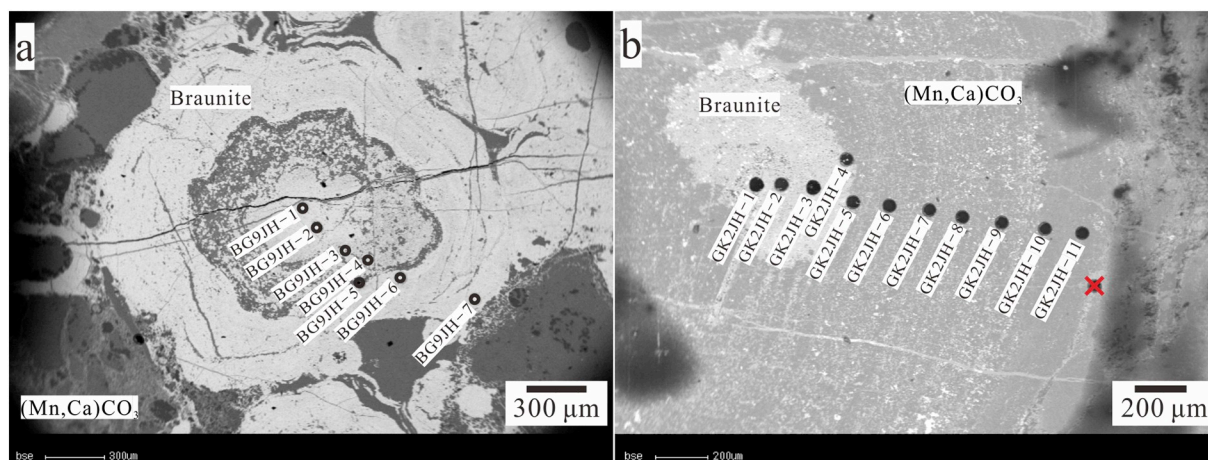 a
Braunite
BG9JH-1
BG9JH-2
BG9JH-3
BG9JH-4
BG9JH-5
BG9JH-6
BG9JH-7
(Mn,Ca)CO₃
300 μm
bse 300μm
b
(Mn,Ca)CO₃
Braunite
GK2JH-1
GK2JH-2
GK2JH-3
GK2JH-4
GK2JH-5
GK2JH-6
GK2JH-7
GK2JH-8
GK2JH-9
GK2JH-10
GK2JH-11
200 μm
bse 200μm